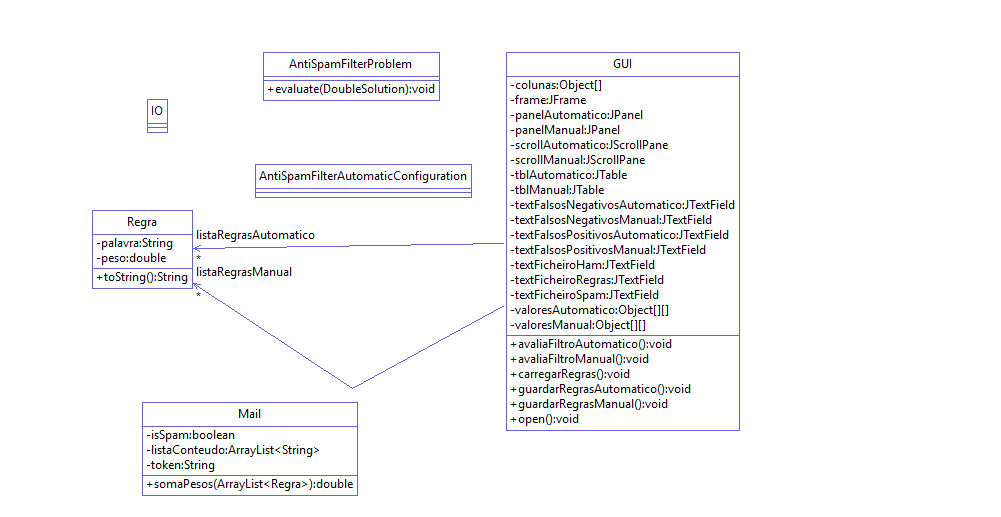 AntiSpamFilterProblem
+evaluate(DoubleSolution):void
IO
AntiSpamFilterAutomaticConfiguration
Regra
-palavra:String
-peso:double
+toString():String
listaRegrasAutomatico
*
listaRegrasManual
*
Mail
-isSpam:boolean
-listaConteudo:ArrayList<String>
-token:String
+somaPesos(ArrayList<Regra>):double
GUI
-colunas:Object[]
-frame:JFrame
-panelAutomatico:JPanel
-panelManual:JPanel
-scrollAutomatico:JScrollPane
-scrollManual:JScrollPane
-tblAutomatico:JTable
-tblManual:JTable
-textFalsosNegativosAutomatico:JTextField
-textFalsosNegativosManual:JTextField
-textFalsosPositivosAutomatico:JTextField
-textFalsosPositivosManual:JTextField
-textFicheiroHam:JTextField
-textFicheiroRegras:JTextField
-textFicheiroSpam:JTextField
-valoresAutomatico:Object[][]
-valoresManual:Object[][]
+avaliaFiltroAutomatico():void
+avaliaFiltroManual():void
+carregarRegras():void
+guardarRegrasAutomatico():void
+guardarRegrasManual():void
+open():void